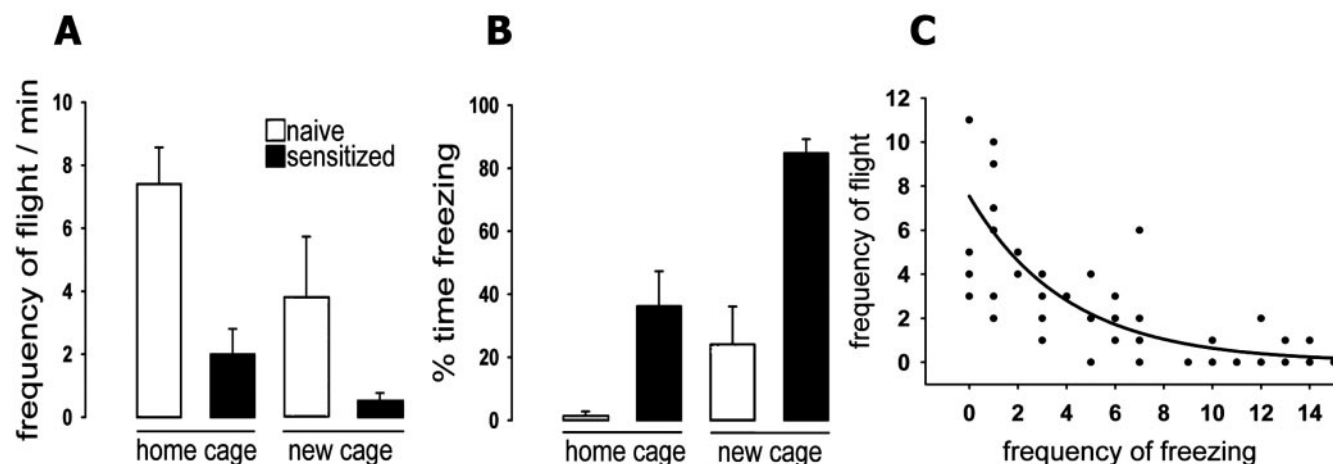 A
frequency of flight / min
10
8
6
4
2
0
naive
sensitized
home cage
new cage
B
% time freezing
100
80
60
40
20
0
home cage
new cage
C
frequency of flight
12
10
8
6
4
2
0
0 2 4 6 8 10 12 14
frequency of freezing